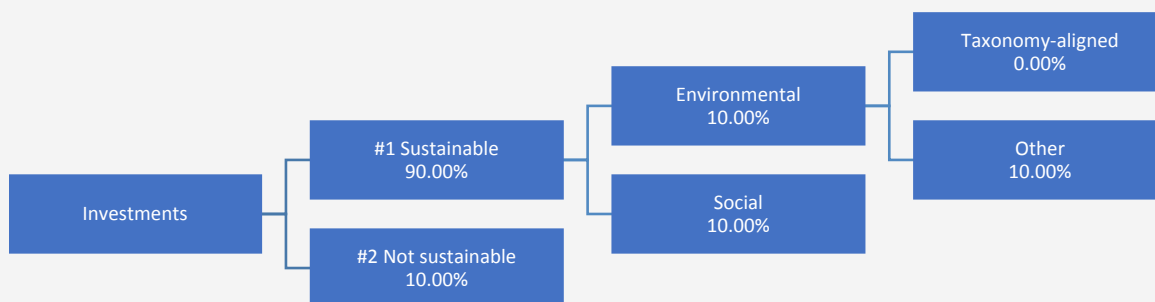 Taxonomy-aligned
0.00%
Environmental
10.00%
#1 Sustainable
90.00%
Other
10.00%
Investments
Social
10.00%
#2 Not sustainable
10.00%